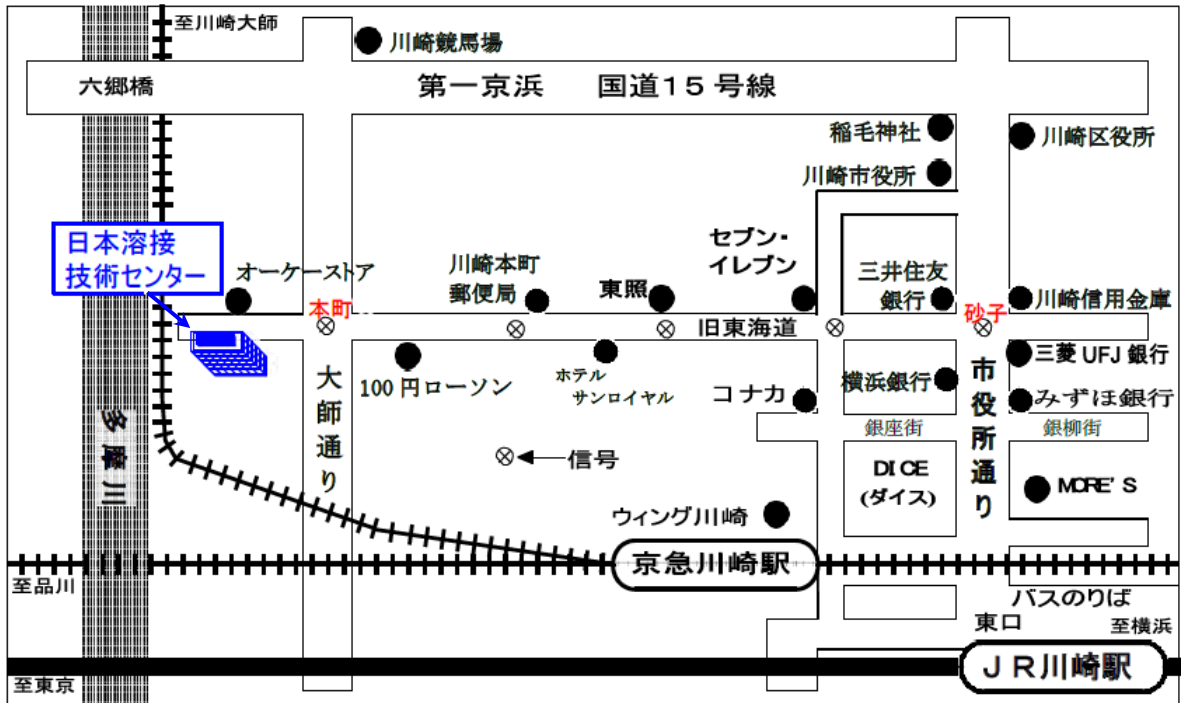 至川崎大師
川崎競馬場
六郷橋
第一京浜 国道15号線
稲毛神社
川崎区役所
川崎市役所
日本溶接
技術センター
オーケーストア
川崎本町
郵便局
東照
セブン・
イレブン
三井住友
銀行
川崎信用金庫
本町
旧東海道
砂子
三菱UFJ銀行
100円ローソン
ホテル
サンロイヤル
コナカ
横浜銀行
みずほ銀行
大師通り
市役所通り
銀座街
銀柳街
多摩川
信号
DICE
(ダイス)
MORE'S
ウィング川崎
京急川崎駅
至品川
バスのりば
東口
至横浜
JR川崎駅
至東京